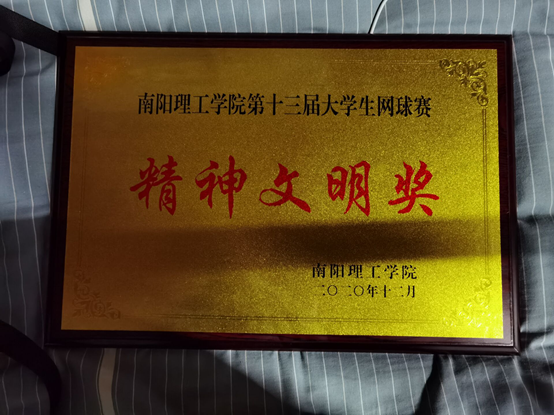 南阳理工学院第十三届大学生网球赛
精神文明奖
南阳理工学院
二〇二〇年十二月